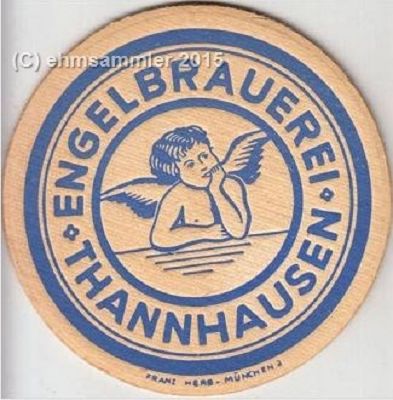 (C) ehmsammler 2015
ENGELBRAUEREI
THANNHAUSEN
FRANZ HERB - MÜNCHEN 2